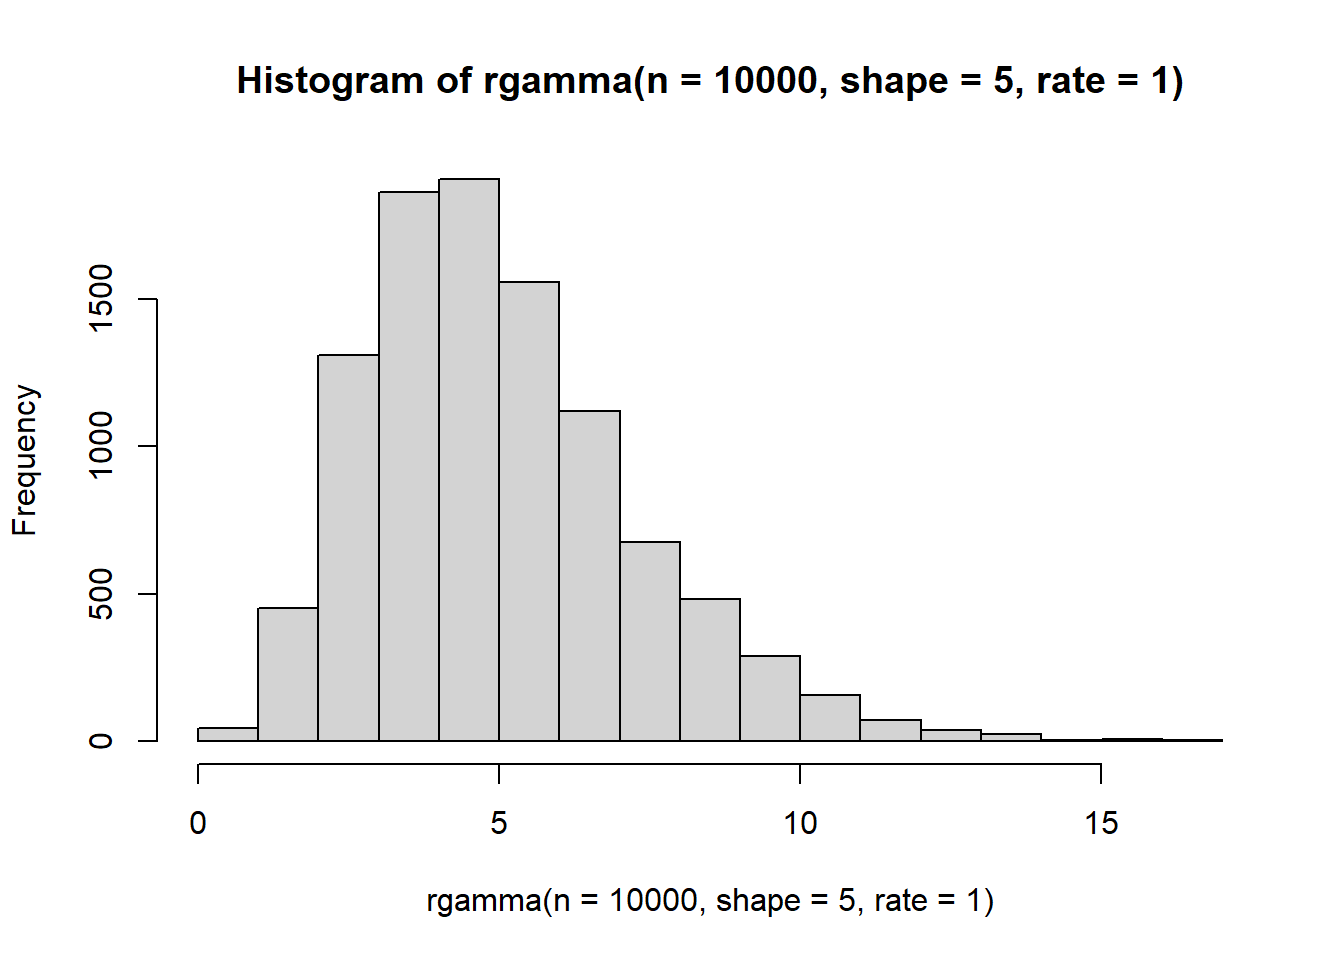 Histogram of rgamma(n = 10000, shape = 5, rate = 1)
Frequency
1500
1000
500
0
0 5 10 15
rgamma(n = 10000, shape = 5, rate = 1)